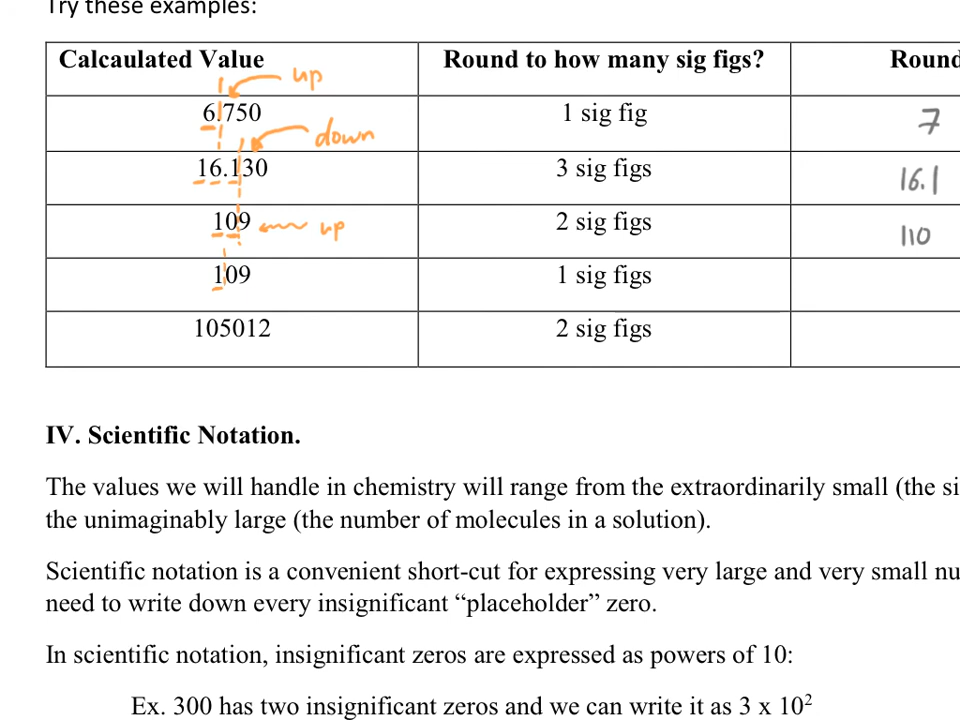 Try these examples:
Calcaulated Value Round to how many sig figs? Round
up
6.750 1 sig fig 7
down
16.130 3 sig figs 16.1
109 up 2 sig figs 110
109 1 sig figs
105012 2 sig figs
IV. Scientific Notation.
The values we will handle in chemistry will range from the extraordinarily small (the si
the unimaginably large (the number of molecules in a solution).
Scientific notation is a convenient short-cut for expressing very large and very small nu
need to write down every insignificant “placeholder” zero.
In scientific notation, insignificant zeros are expressed as powers of 10:
Ex. 300 has two insignificant zeros and we can write it as 3 x 10²